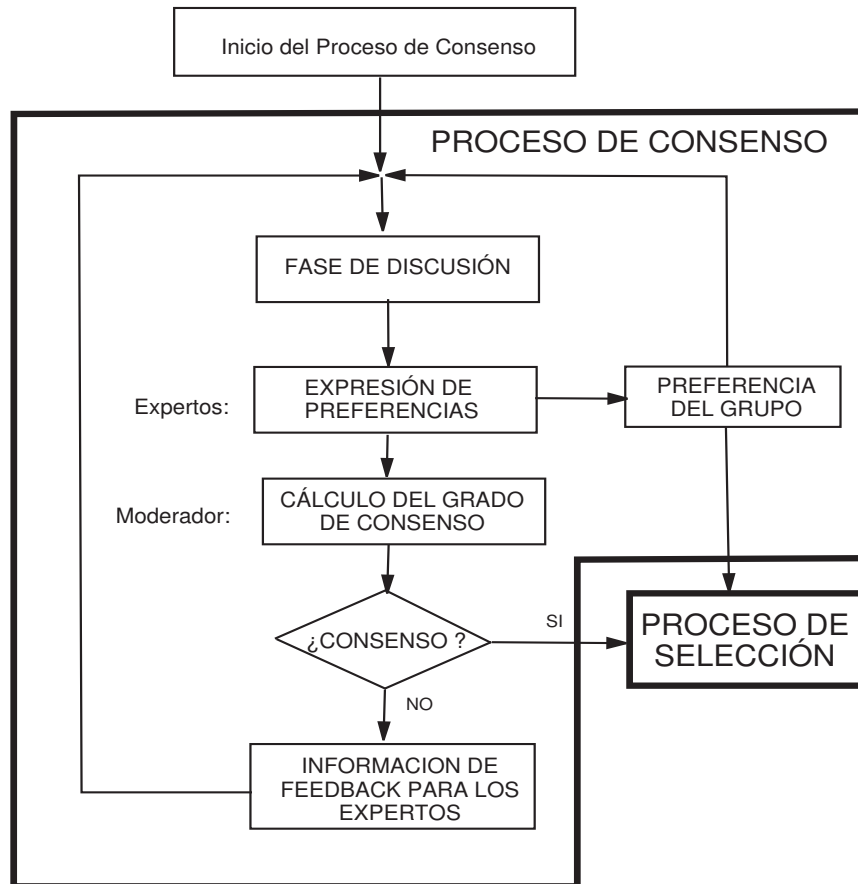 Inicio del Proceso de Consenso
PROCESO DE CONSENSO
FASE DE DISCUSIÓN
Expertos:
EXPRESIÓN DE
PREFERENCIAS
PREFERENCIA
DEL GRUPO
Moderador:
CÁLCULO DEL GRADO
DE CONSENSO
¿CONSENSO ?
SI
PROCESO DE
SELECCIÓN
NO
INFORMACION DE
FEEDBACK PARA LOS
EXPERTOS